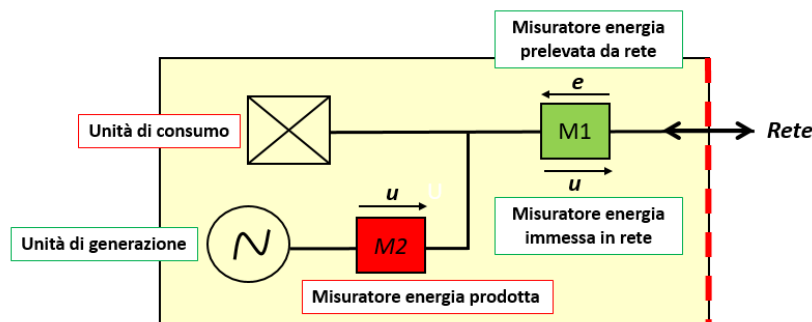 Misuratore energia
prelevata da rete
e
M1
Rete
Unità di consumo
u
Misuratore energia
immessa in rete
u U
Unità di generazione
M2
Misuratore energia prodotta